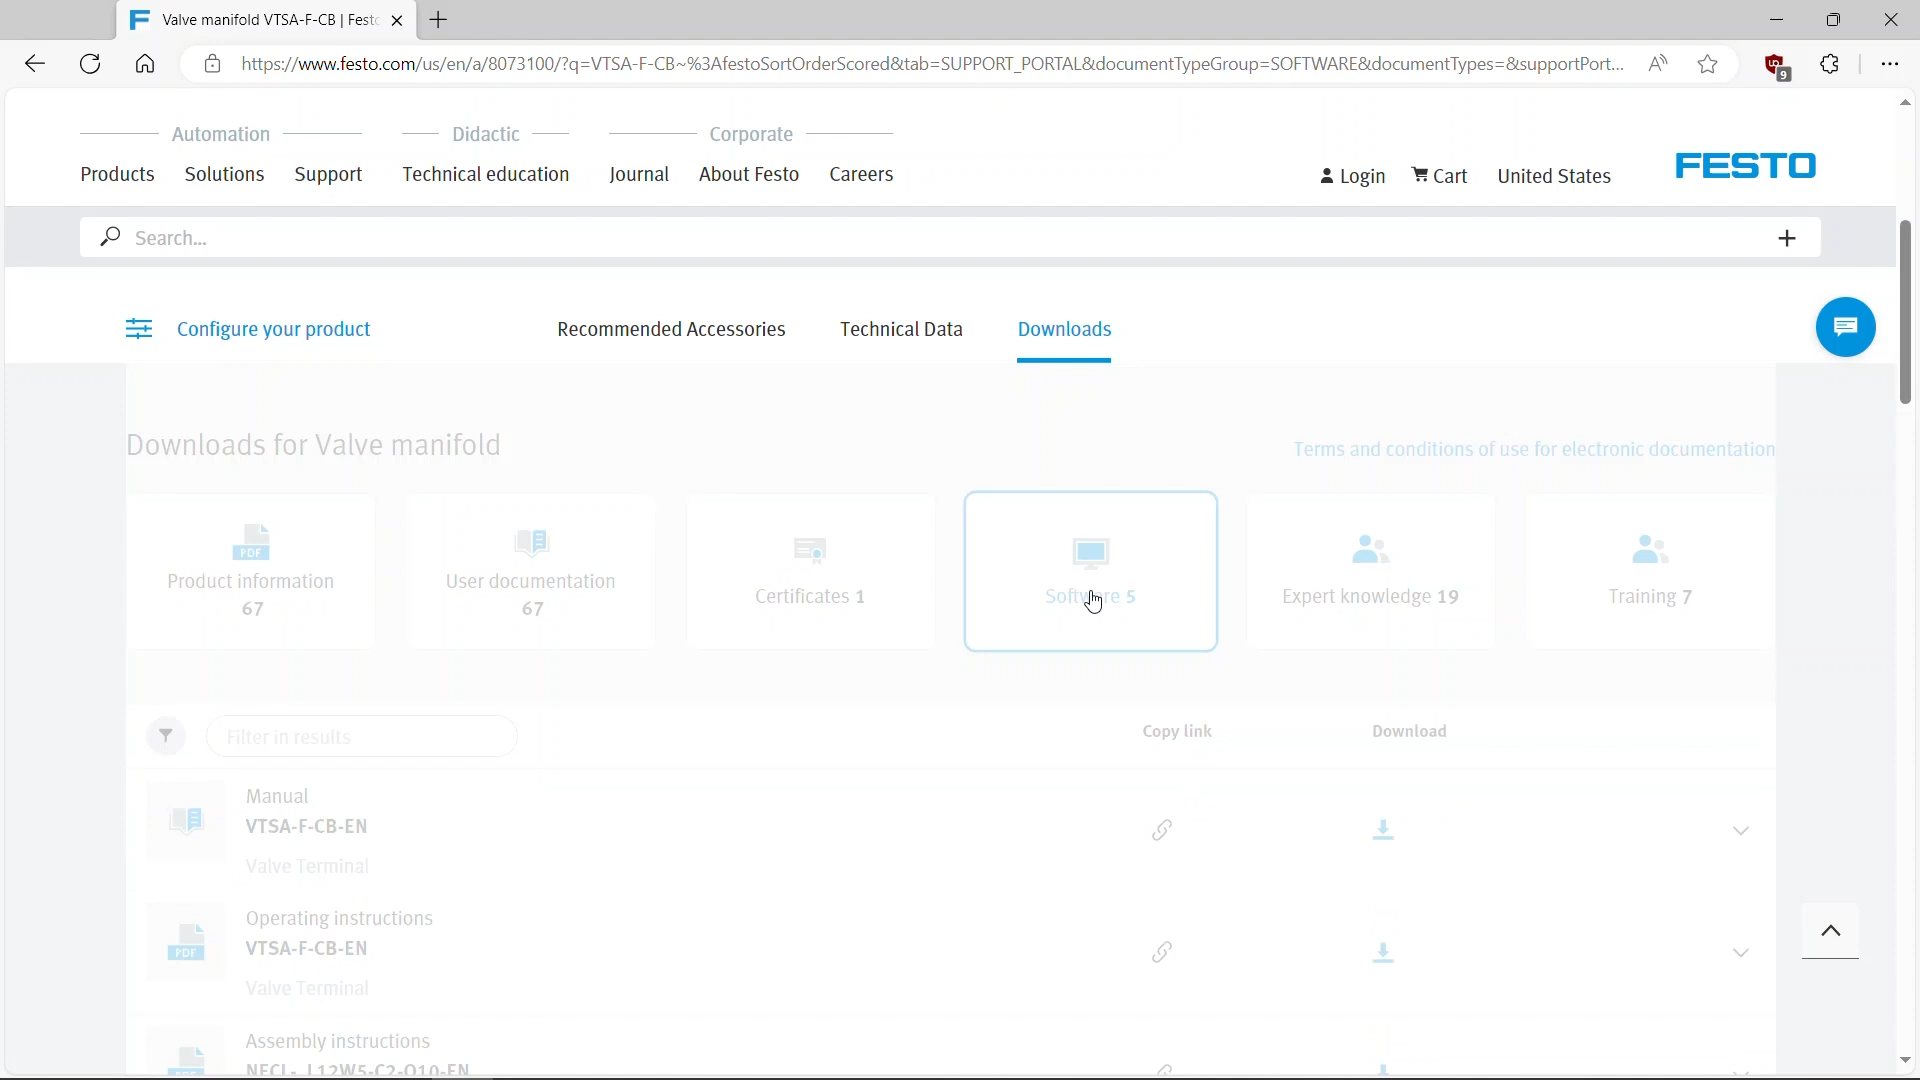 Valve manifold VTSA-F-CB | Festo
https://www.festo.com/us/en/a/8073100/?q=VTSA-F-CB~%3AfestoSortOrderScored&tab=SUPPORT_PORTAL&documentTypeGroup=SOFTWARE&documentTypes=&supportPort...
9
Automation Didactic Corporate
Products Solutions Support Technical education Journal About Festo Careers
Login Cart United States
FESTO
Search...
Configure your product Recommended Accessories Technical Data Downloads
Downloads for Valve manifold
Terms and conditions of use for electronic documentation
PDF
Product information
67
User documentation
67
Certificates 1
Software 5
Expert knowledge 19
Training 7
Filter in results Copy link Download
Manual
VTSA-F-CB-EN
Valve Terminal
PDF
Operating instructions
VTSA-F-CB-EN
Valve Terminal
Assembly instructions